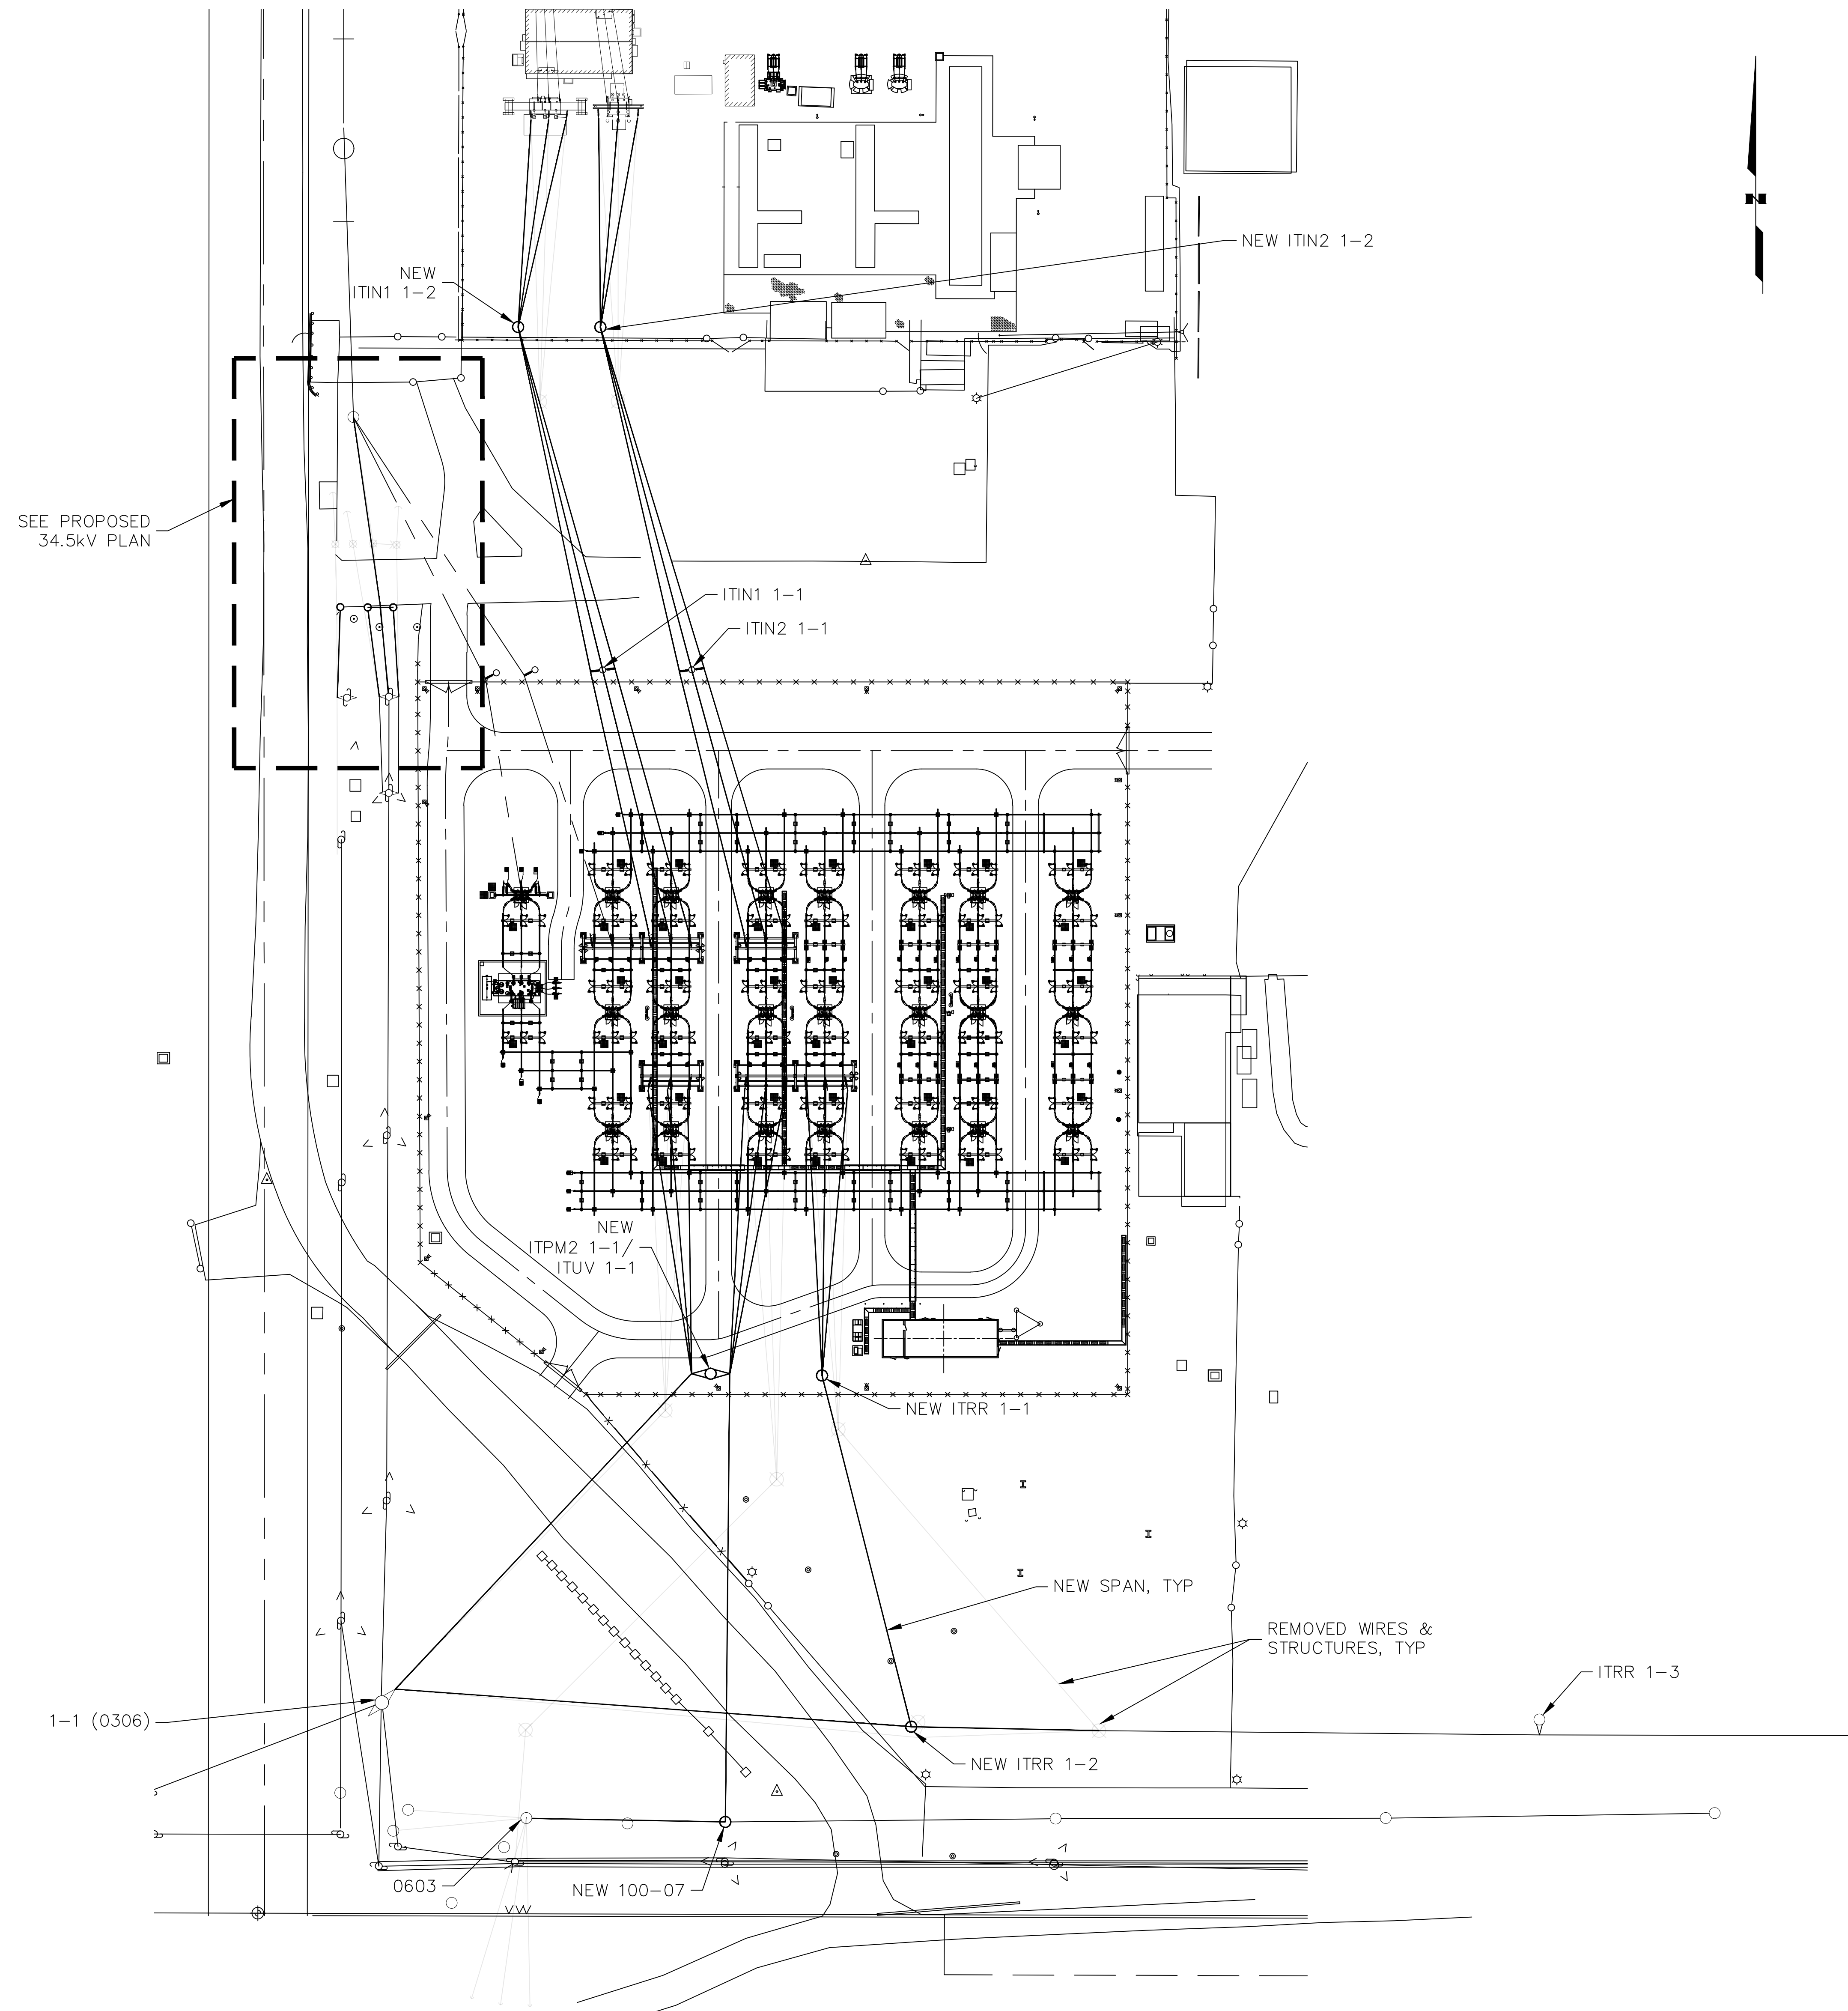 NEW ITIN2 1-2
NEW
ITIN1 1-2
SEE PROPOSED
34.5kV PLAN
ITIN1 1-1
ITIN2 1-1
NEW
ITPM2 1-1/
ITUV 1-1
NEW ITRR 1-1
NEW SPAN, TYP
REMOVED WIRES &
STRUCTURES, TYP
ITRR 1-3
1-1 (0306)
NEW ITRR 1-2
0603
NEW 100-07